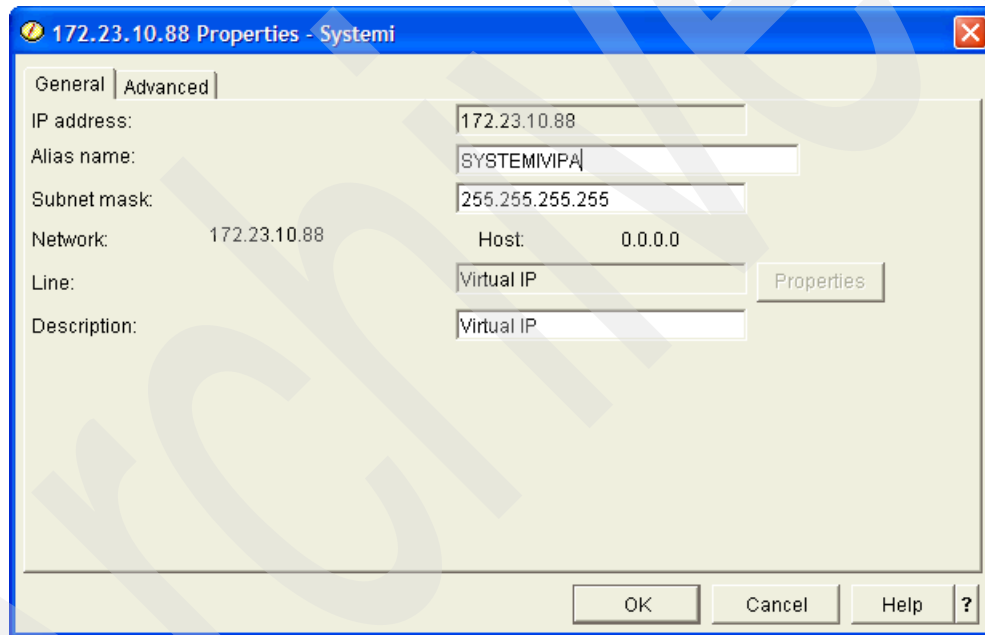 172.23.10.88 Properties - Systemi
General Advanced
IP address: 172.23.10.88
Alias name: SYSTEMIVIPA
Subnet mask: 255.255.255.255
Network: 172.23.10.88 Host: 0.0.0.0
Line: Virtual IP Properties
Description: Virtual IP
OK Cancel Help ?